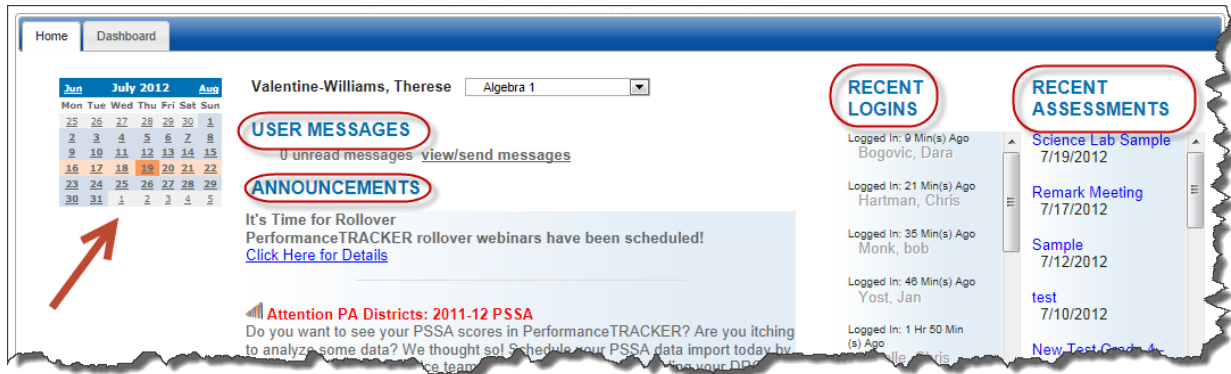 Home Dashboard
Jun July 2012 Aug
Mon Tue Wed Thu Fri Sat Sun
25 26 27 28 29 30 1
2 3 4 5 6 7 8
9 10 11 12 13 14 15
16 17 18 19 20 21 22
23 24 25 26 27 28 29
30 31 1 2 3 4 5
Valentine-Williams, Therese Algebra 1
USER MESSAGES
0 unread messages view/send messages
ANNOUNCEMENTS
It's Time for Rollover
PerformanceTRACKER rollover webinars have been scheduled!
Click Here for Details
Attention PA Districts: 2011-12 PSSA
Do you want to see your PSSA scores in PerformanceTRACKER? Are you itching
to analyze some data? We thought so! Schedule your PSSA data import today by
RECENT
LOGINS
Logged In: 9 Min(s) Ago
Bogovic, Dara
Logged In: 21 Min(s) Ago
Hartman, Chris
Logged In: 35 Min(s) Ago
Monk, bob
Logged In: 46 Min(s) Ago
Yost, Jan
Logged In: 1 Hr 50 Min
(s) Ago
Chris
RECENT
ASSESSMENTS
Science Lab Sample
7/19/2012
Remark Meeting
7/17/2012
Sample
7/12/2012
test
7/10/2012
New Test Grade 4